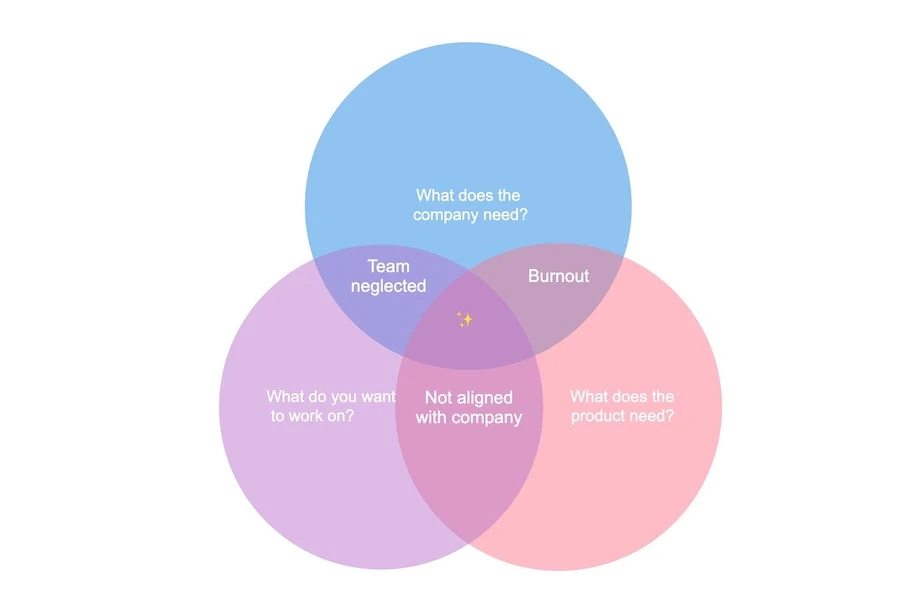 What does the
company need?
Team
neglected
Burnout
What do you want
to work on?
Not aligned
with company
What does the
product need?